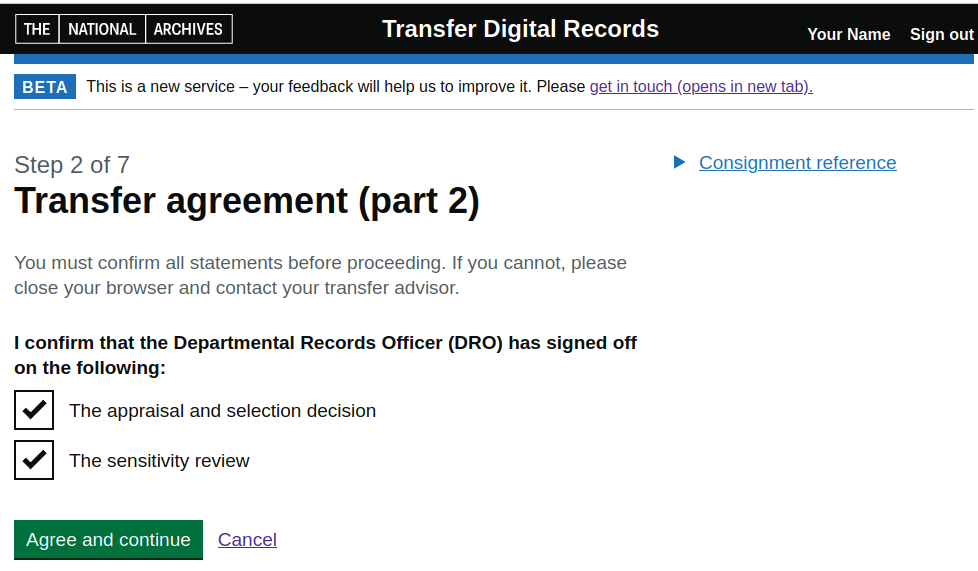 THE NATIONAL ARCHIVES
Transfer Digital Records
Your Name Sign out
BETA This is a new service – your feedback will help us to improve it. Please get in touch (opens in new tab).
Step 2 of 7
Transfer agreement (part 2)
Consignment reference
You must confirm all statements before proceeding. If you cannot, please
close your browser and contact your transfer advisor.
I confirm that the Departmental Records Officer (DRO) has signed off
on the following:
The appraisal and selection decision
The sensitivity review
Agree and continue Cancel